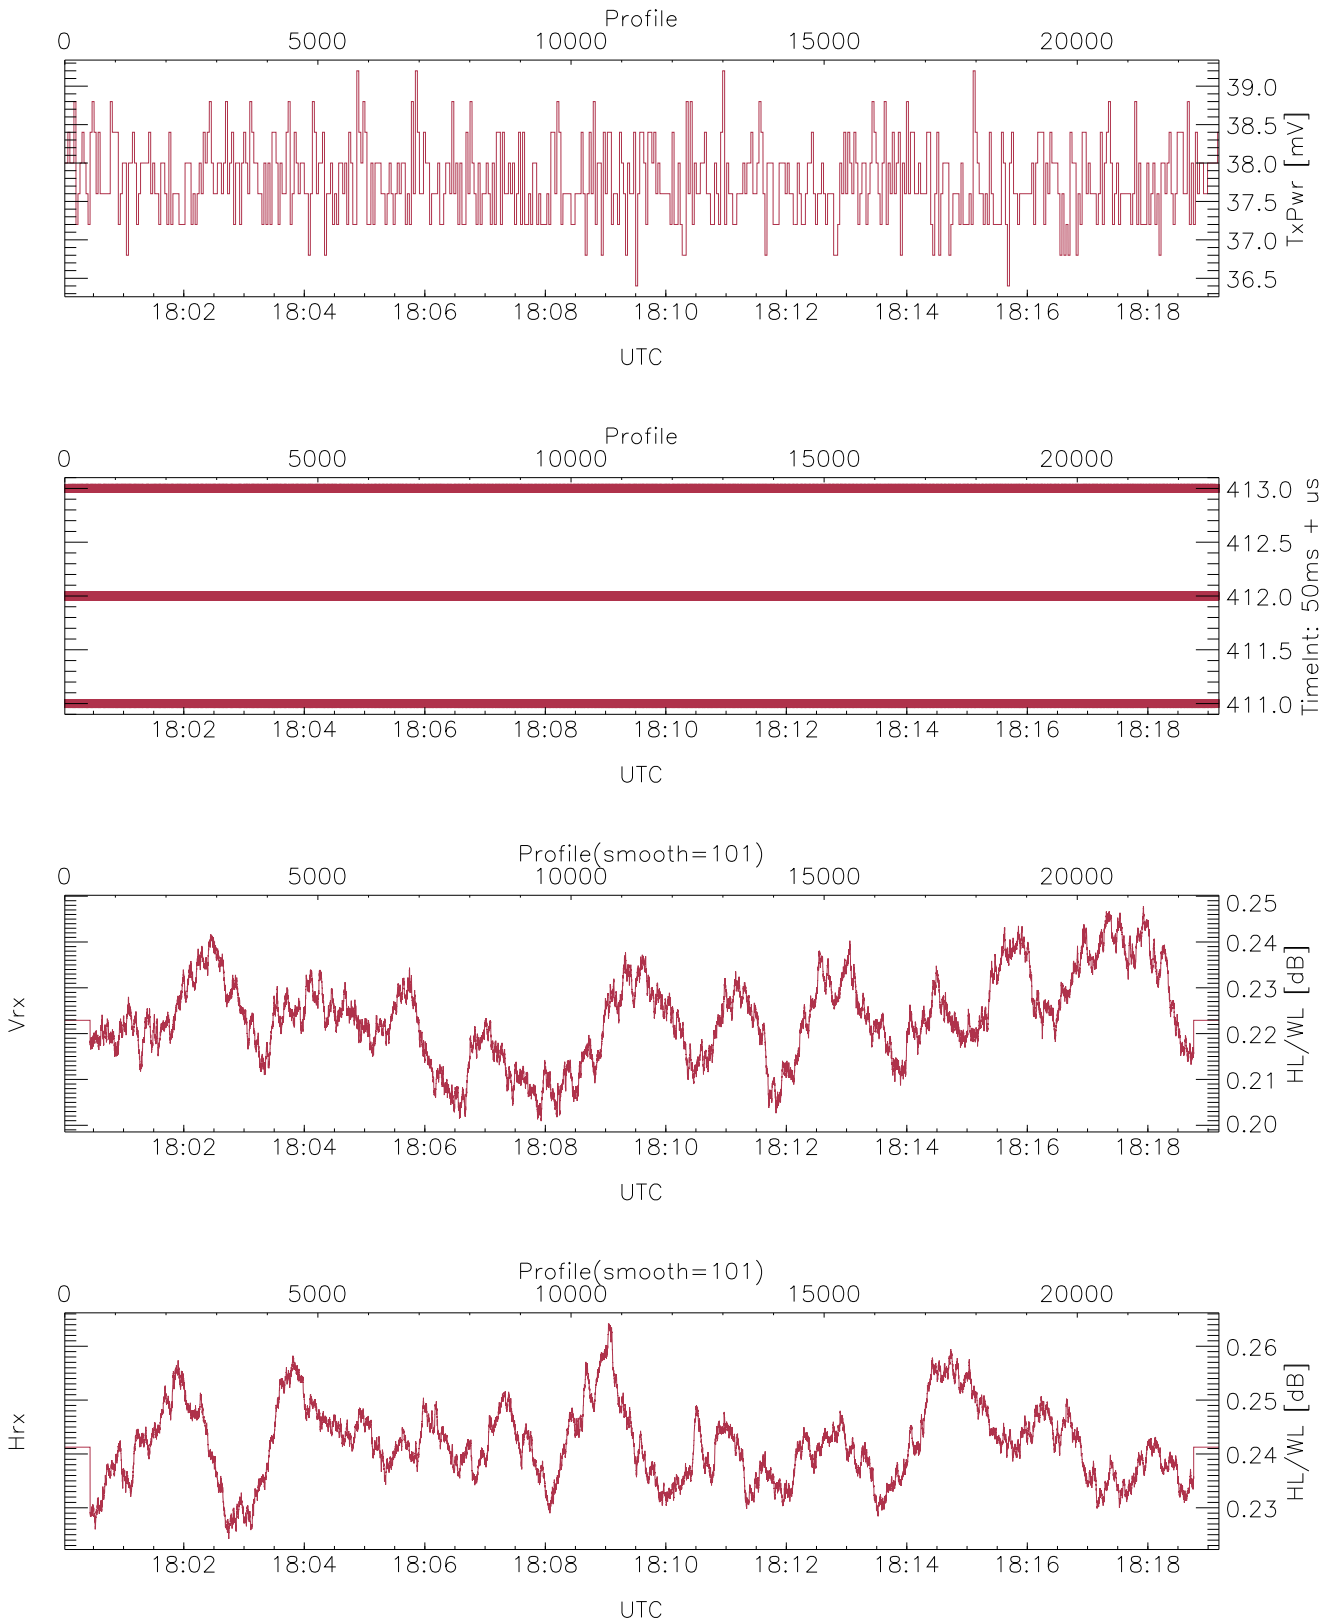 Profile
0 5000 10000 15000 20000
39.0
38.5
38.0
37.5
37.0
36.5
TxPwr [mV]
18:02 18:04 18:06 18:08 18:10 18:12 18:14 18:16 18:18
UTC
Profile
0 5000 10000 15000 20000
413.0
412.5
412.0
411.5
411.0
TimeInt: 50ms + us
18:02 18:04 18:06 18:08 18:10 18:12 18:14 18:16 18:18
UTC
Profile(smooth=101)
0 5000 10000 15000 20000
Vrx
0.25
0.24
0.23
0.22
0.21
0.20
HL/WL [dB]
18:02 18:04 18:06 18:08 18:10 18:12 18:14 18:16 18:18
UTC
Profile(smooth=101)
0 5000 10000 15000 20000
Hrx
0.26
0.25
0.24
0.23
HL/WL [dB]
18:02 18:04 18:06 18:08 18:10 18:12 18:14 18:16 18:18
UTC